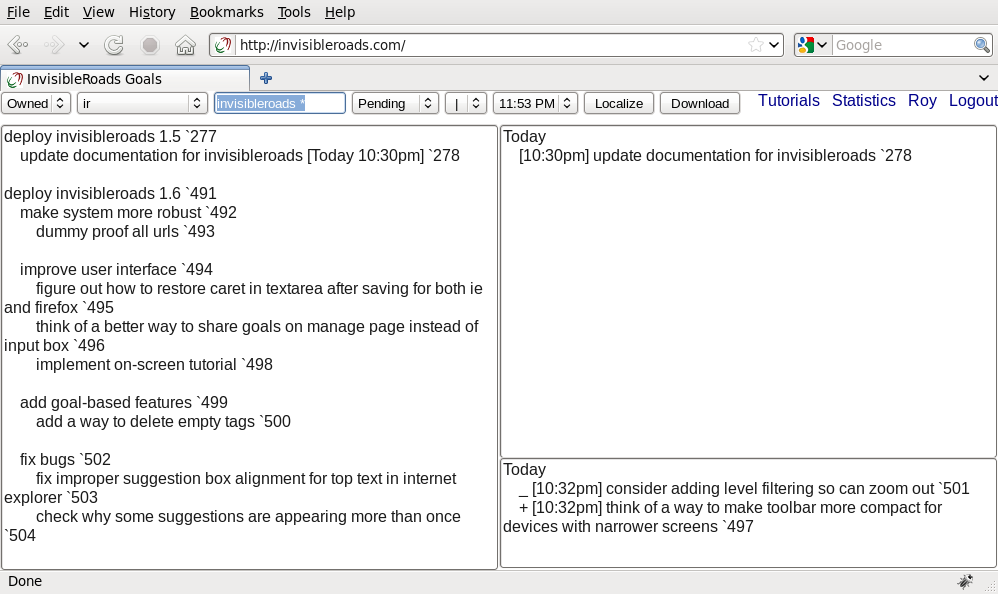 File Edit View History Bookmarks Tools Help
http://invisibleroads.com/ Google
InvisibleRoads Goals
Owned ir invisibleroads * Pending | 11:53 PM Localize Download Tutorials Statistics Roy Logout
deploy invisibleroads 1.5 `277
update documentation for invisibleroads [Today 10:30pm] `278
deploy invisibleroads 1.6 `491
make system more robust `492
dummy proof all urls `493
improve user interface `494
figure out how to restore caret in textarea after saving for both ie
and firefox `495
think of a better way to share goals on manage page instead of
input box `496
implement on-screen tutorial `498
add goal-based features `499
add a way to delete empty tags `500
fix bugs `502
fix improper suggestion box alignment for top text in internet
explorer `503
check why some suggestions are appearing more than once
`504
Today
[10:30pm] update documentation for invisibleroads `278
Today
_ [10:32pm] consider adding level filtering so can zoom out `501
+ [10:32pm] think of a way to make toolbar more compact for
devices with narrower screens `497
Done